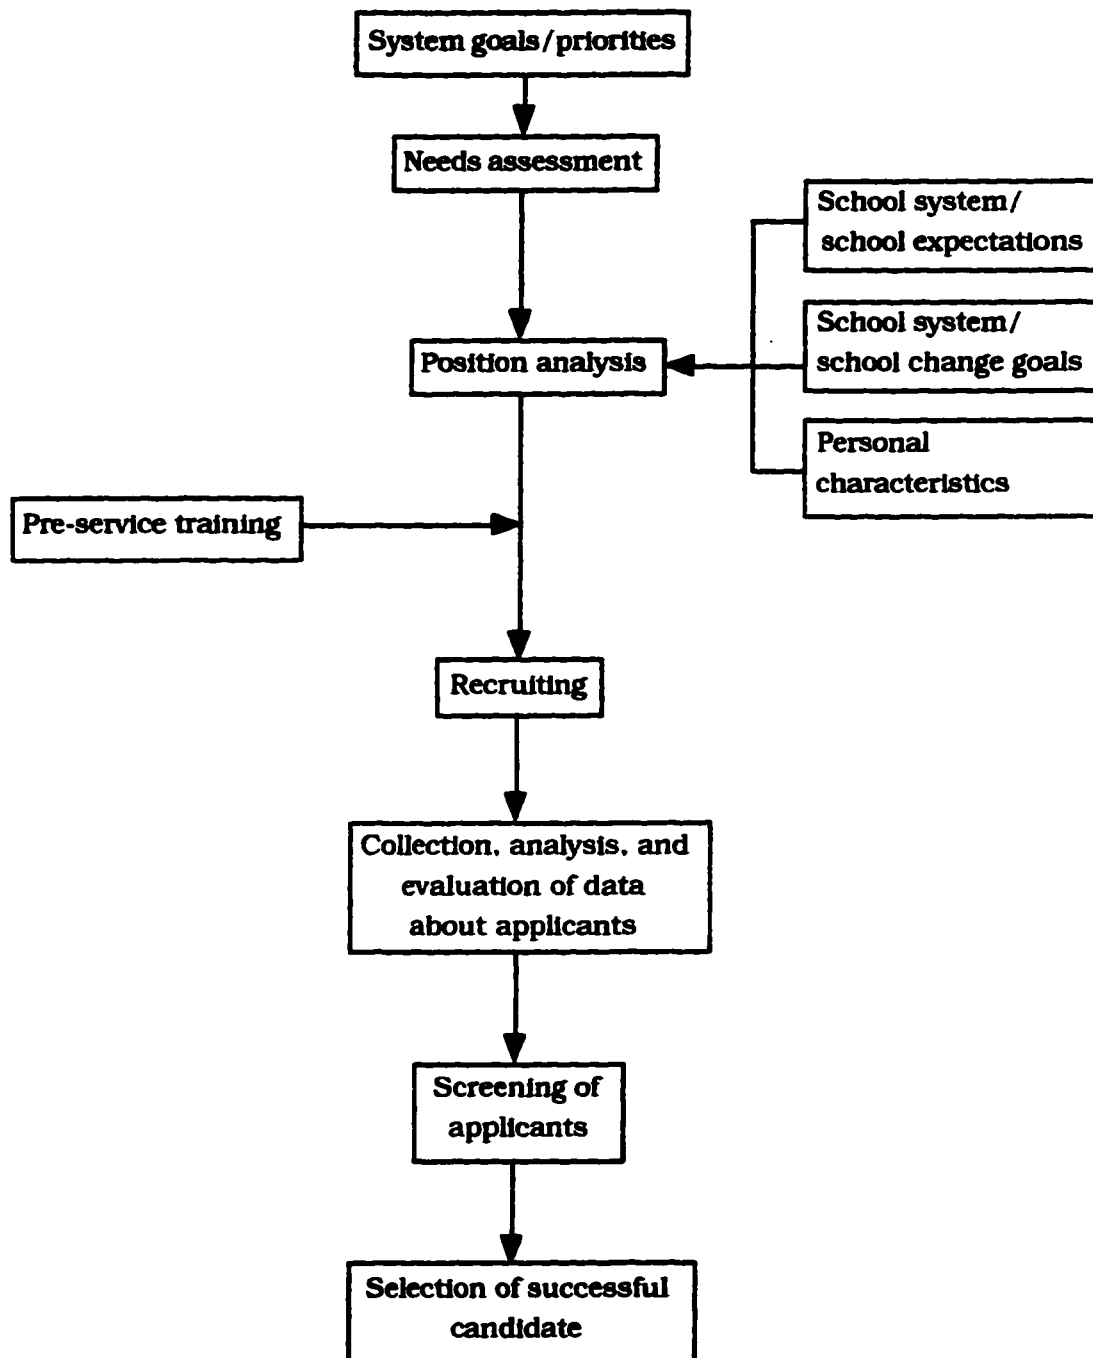 System goals/priorities
Needs assessment
School system/
school expectations
School system/
school change goals
Position analysis
Personal
characteristics
Pre-service training
Recruiting
Collection, analysis, and
evaluation of data
about applicants
Screening of
applicants
Selection of successful
candidate